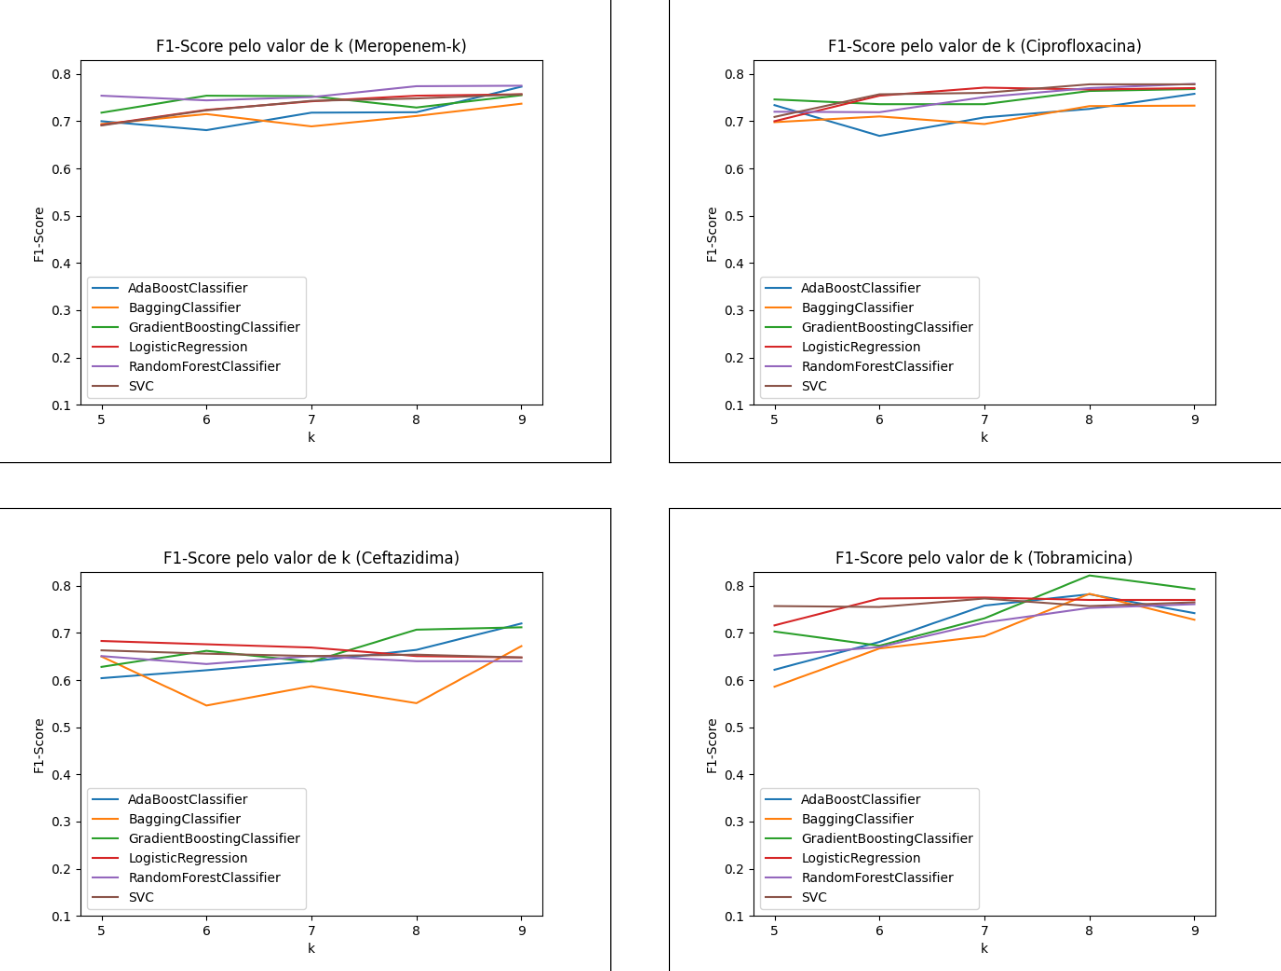 F1-Score pelo valor de k (Meropenem-k)
0.8
0.7
0.6
0.5
0.4
0.3
0.2
0.1
F1-Score
AdaBoostClassifier
BaggingClassifier
GradientBoostingClassifier
LogisticRegression
RandomForestClassifier
SVC
5 6 7 8 9
k
F1-Score pelo valor de k (Ciprofloxacina)
0.8
0.7
0.6
0.5
0.4
0.3
0.2
0.1
F1-Score
AdaBoostClassifier
BaggingClassifier
GradientBoostingClassifier
LogisticRegression
RandomForestClassifier
SVC
5 6 7 8 9
k
F1-Score pelo valor de k (Ceftazidima)
0.8
0.7
0.6
0.5
0.4
0.3
0.2
0.1
F1-Score
AdaBoostClassifier
BaggingClassifier
GradientBoostingClassifier
LogisticRegression
RandomForestClassifier
SVC
5 6 7 8 9
k
F1-Score pelo valor de k (Tobramicina)
0.8
0.7
0.6
0.5
0.4
0.3
0.2
0.1
F1-Score
AdaBoostClassifier
BaggingClassifier
GradientBoostingClassifier
LogisticRegression
RandomForestClassifier
SVC
5 6 7 8 9
k